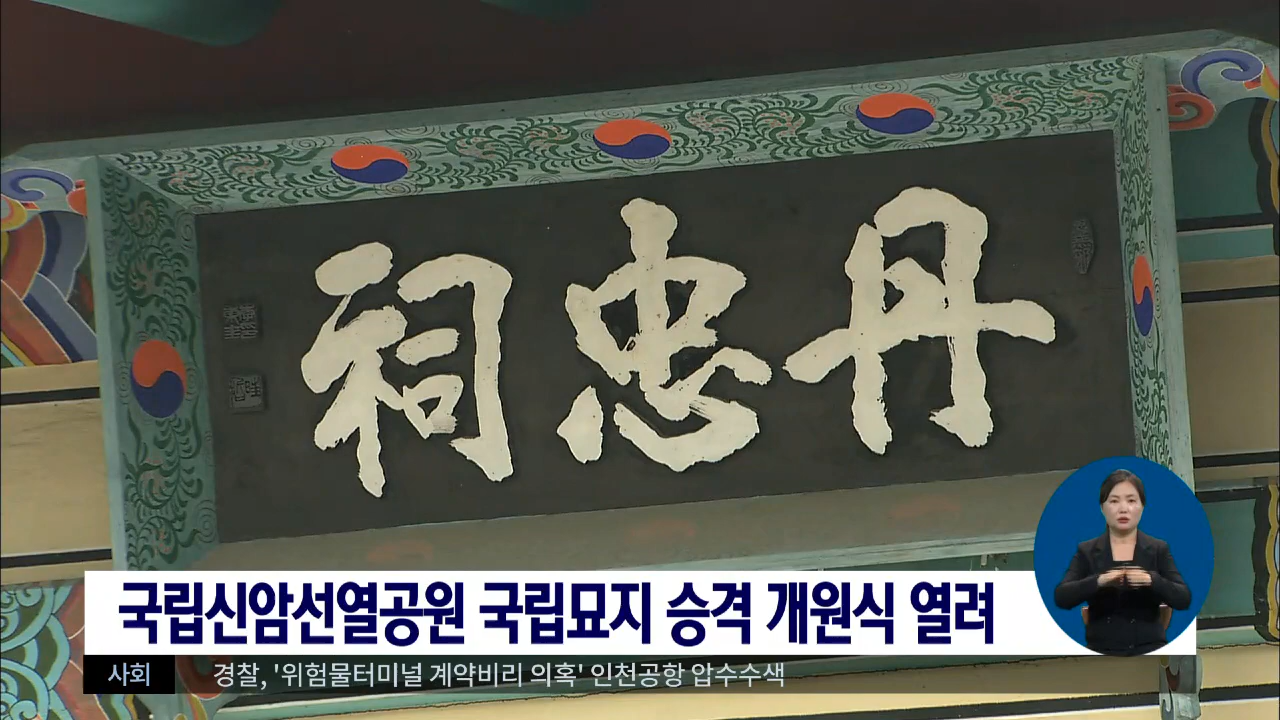 丹忠祠
국립신암선열공원 국립묘지 승격 개원식 열려
사회 경찰, '위험물터미널 계약비리 의혹' 인천공항 압수수색